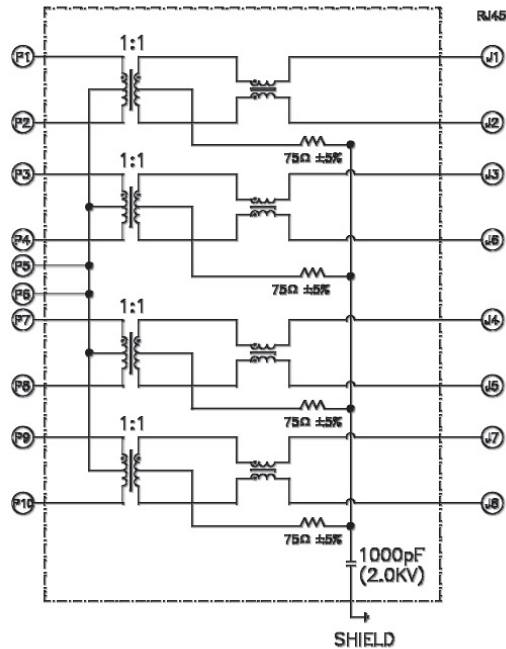 RJ45
1:1
P1
J1
P2
J2
75Ω ±5%
1:1
P3
J3
P4
J6
P5
75Ω ±5%
P6
1:1
P7
J4
P8
J5
75Ω ±5%
1:1
P9
J7
P10
J8
75Ω ±5%
1000pF
(2.0KV)
SHIELD